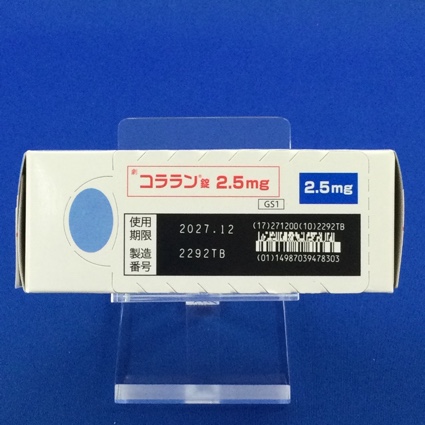 劇 コララン®錠 2.5mg
2.5mg
GS1
使用期限 2027.12
(17)271200(10)2292TB
製造番号 2292TB
(01)14987039478303